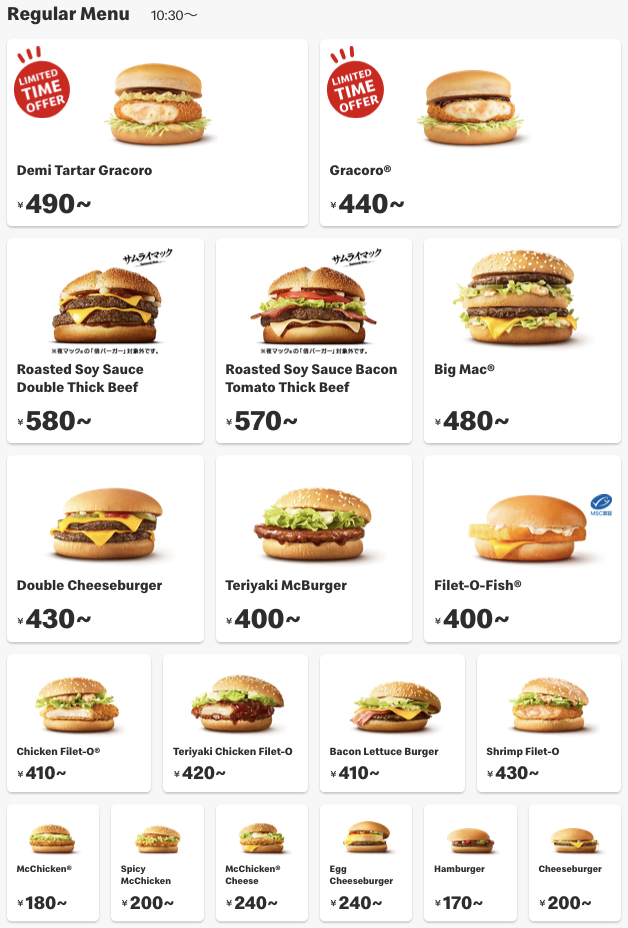 Regular Menu 10:30～
LIMITED
TIME
OFFER
Demi Tartar Gracoro
¥490~
LIMITED
TIME
OFFER
Gracoro®
¥440~
サムライマック
※夜マック®の「倍バーガー」対象外です。
Roasted Soy Sauce
Double Thick Beef
¥580~
サムライマック
※夜マック®の「倍バーガー」対象外です。
Roasted Soy Sauce Bacon
Tomato Thick Beef
¥570~
Big Mac®
¥480~
Double Cheeseburger
¥430~
Teriyaki McBurger
¥400~
MSC認証
Filet-O-Fish®
¥400~
Chicken Filet-O®
¥410~
Teriyaki Chicken Filet-O
¥420~
Bacon Lettuce Burger
¥410~
Shrimp Filet-O
¥430~
McChicken®
¥180~
Spicy
McChicken
¥200~
McChicken®
Cheese
¥240~
Egg
Cheeseburger
¥240~
Hamburger
¥170~
Cheeseburger
¥200~